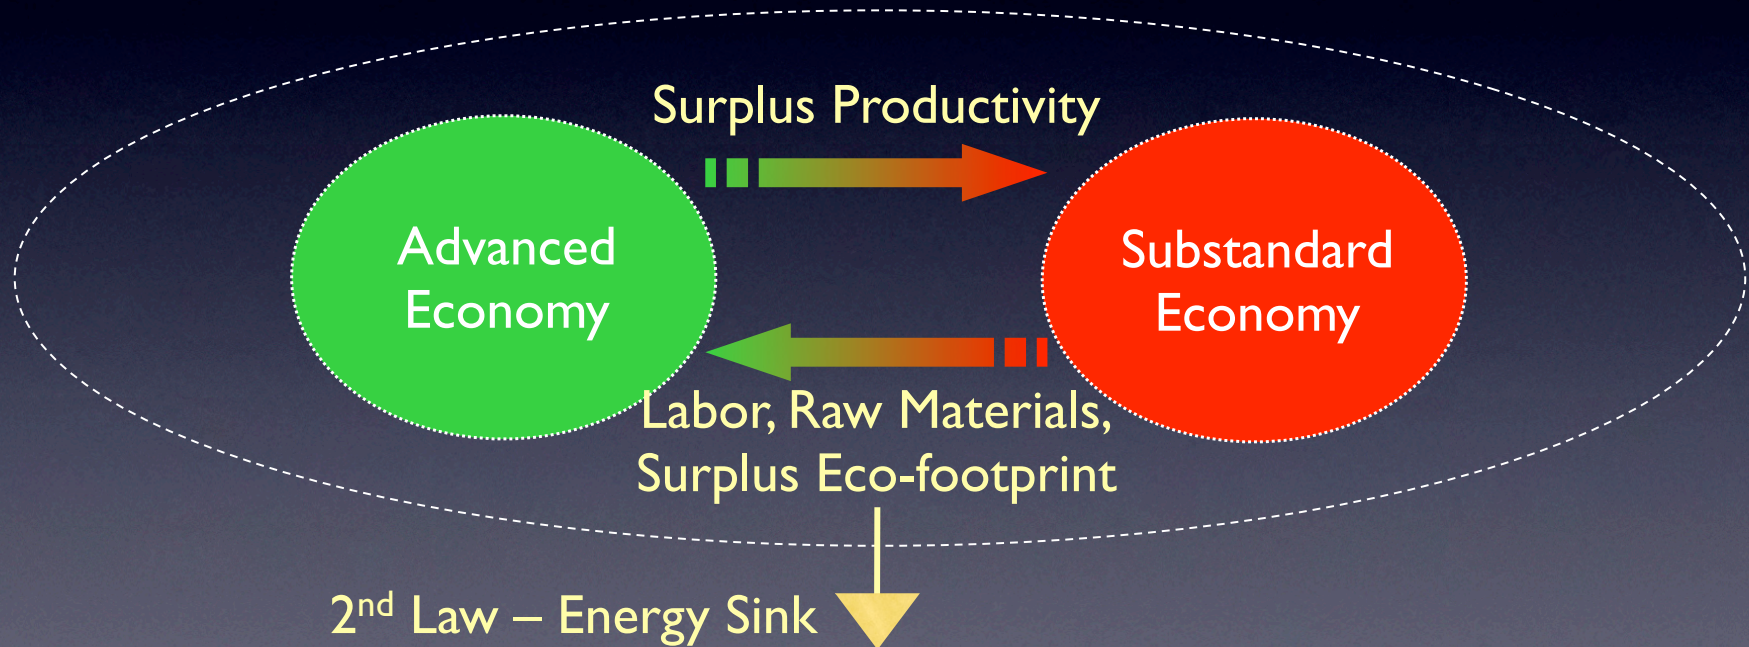 Surplus Productivity
Advanced
Economy
Substandard
Economy
Labor, Raw Materials,
Surplus Eco-footprint
2nd Law – Energy Sink